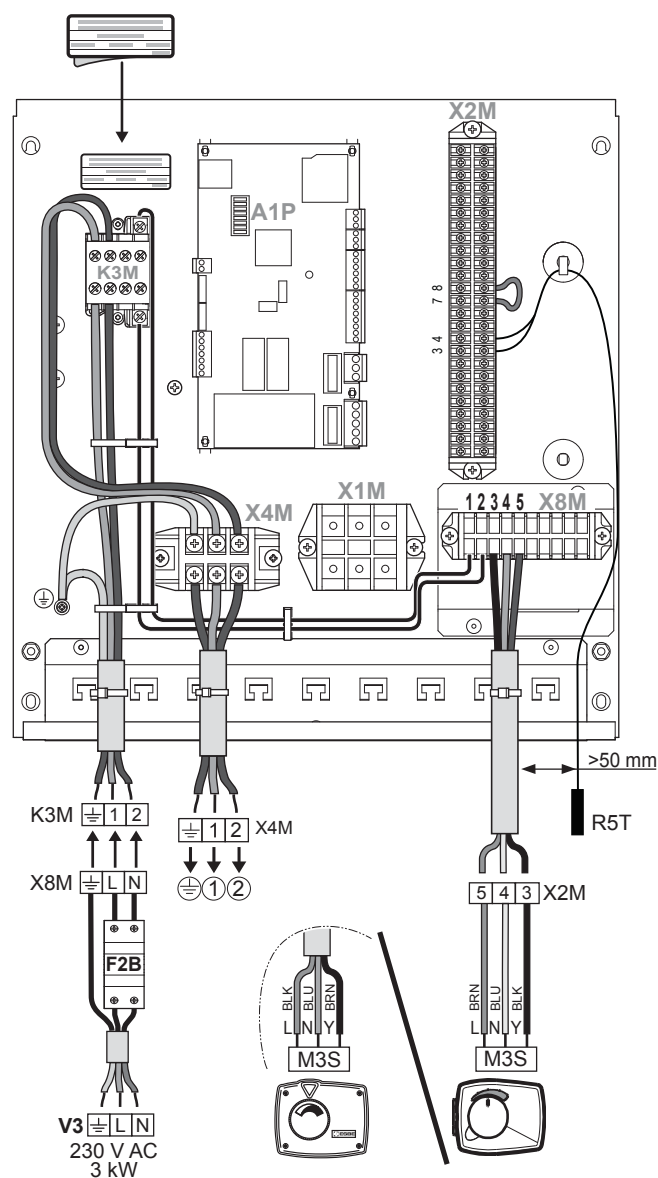 X2M
A1P
K3M
7 8
3 4
X4M
X1M
1 2 3 4 5
X8M
>50 mm
R5T
K3M 1 2
1 2 X4M
X8M L N
1 2
5 4 3 X2M
F2B
BLK BLU BRN
L N Y
M3S
BRN BLU BLK
L N Y
M3S
V3 L N
230 V AC
3 kW